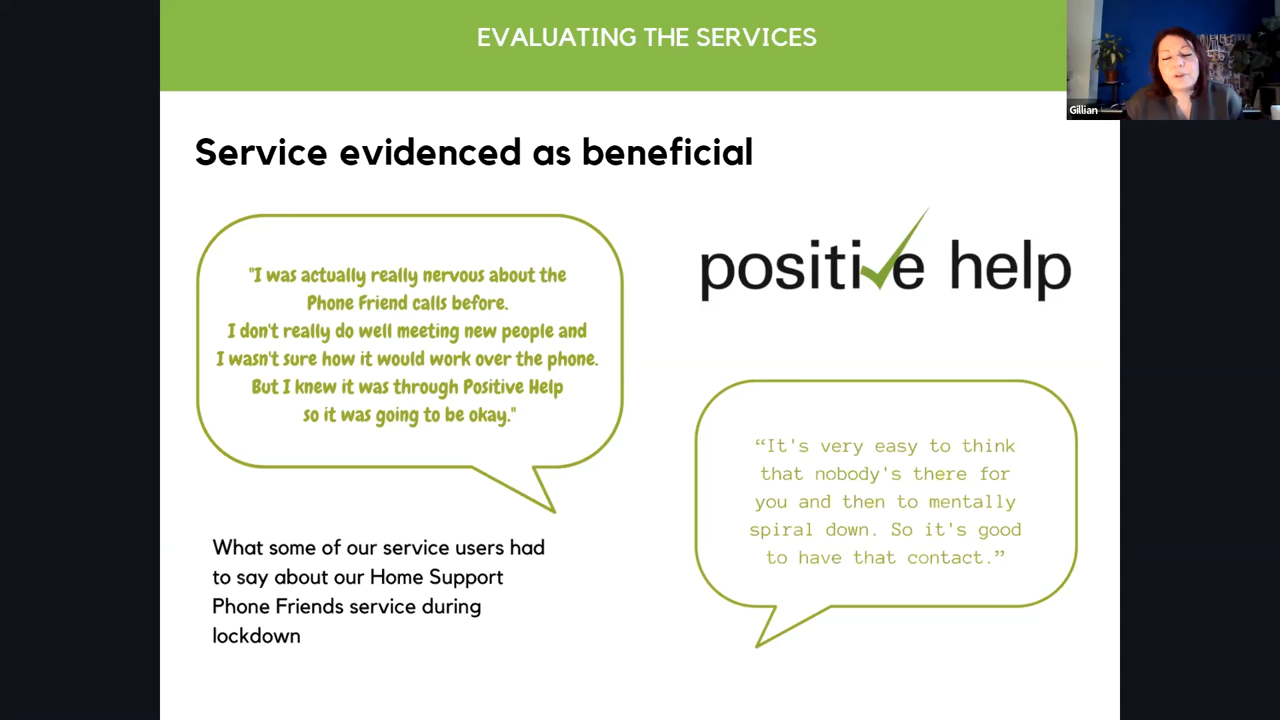 EVALUATING THE SERVICES
Gillian
Service evidenced as beneficial
"I was actually really nervous about the
Phone Friend calls before.
I don't really do well meeting new people and
I wasn't sure how it would work over the phone.
But I knew it was through Positive Help
so it was going to be okay."
positive help
“It's very easy to think
that nobody's there for
you and then to mentally
spiral down. So it's good
to have that contact.”
What some of our service users had
to say about our Home Support
Phone Friends service during
lockdown